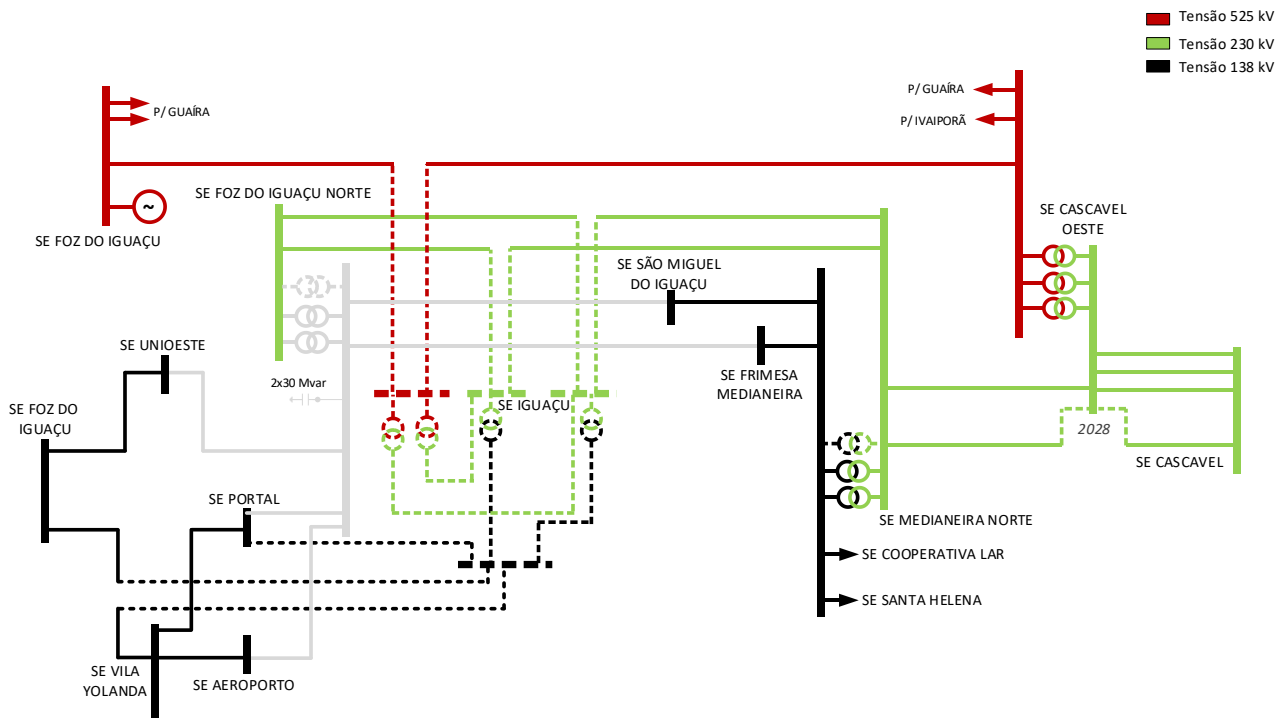 Tensão 525 kV
Tensão 230 kV
Tensão 138 kV
P/ GUAÍRA
P/ GUAÍRA
P/ IVAIPORÃ
~
SE FOZ DO IGUAÇU
SE FOZ DO IGUAÇU NORTE
SE CASCAVEL
OESTE
SE SÃO MIGUEL
DO IGUAÇU
SE UNIOESTE
SE FRIMESA
MEDIANEIRA
2x30 Mvar
SE FOZ DO
IGUAÇU
SE IGUAÇU
2028
SE CASCAVEL
SE PORTAL
SE MEDIANEIRA NORTE
SE COOPERATIVA LAR
SE SANTA HELENA
SE VILA
YOLANDA
SE AEROPORTO